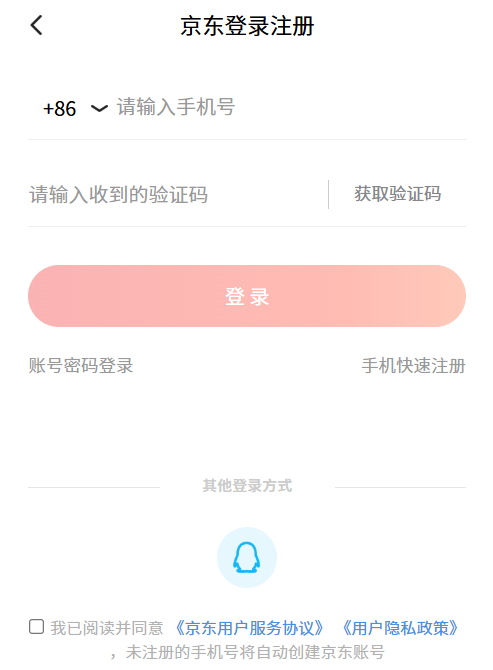 京东登录注册
+86 请输入手机号
请输入收到的验证码 获取验证码
登录
账号密码登录 手机快速注册
其他登录方式
我已阅读并同意《京东用户服务协议》《用户隐私政策》
，未注册的手机号将自动创建京东账号